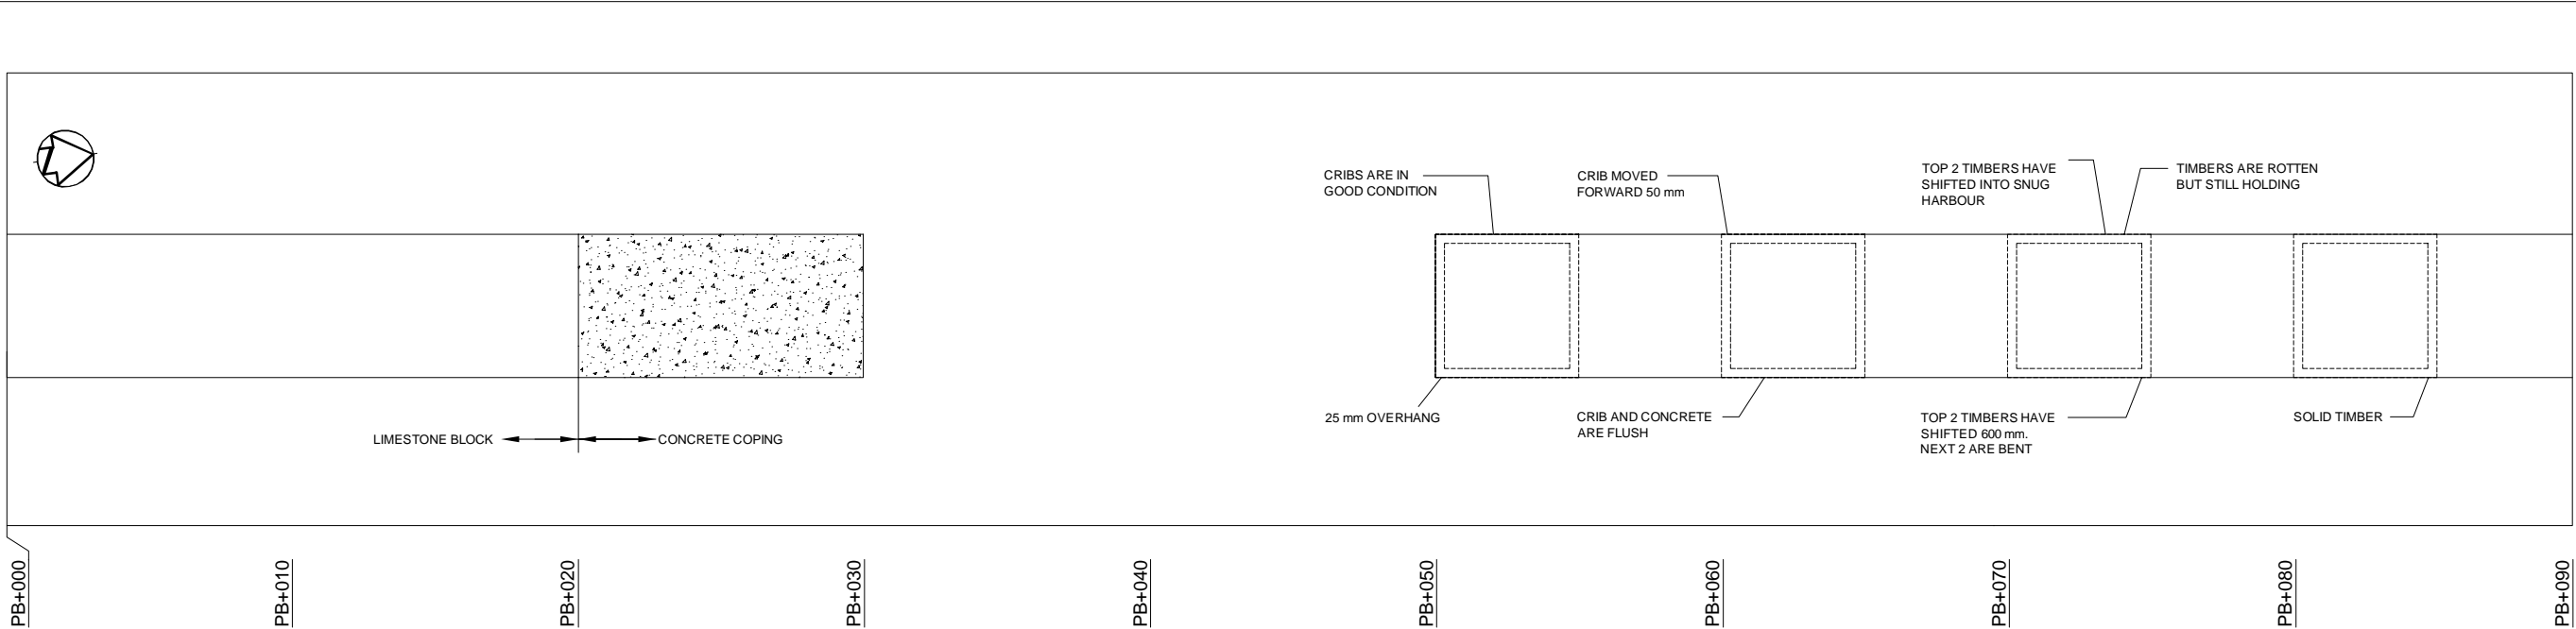 CRIBS ARE IN
GOOD CONDITION
CRIB MOVED
FORWARD 50 mm
TOP 2 TIMBERS HAVE
SHIFTED INTO SNUG
HARBOUR
TIMBERS ARE ROTTEN
BUT STILL HOLDING
25 mm OVERHANG
CRIB AND CONCRETE
ARE FLUSH
TOP 2 TIMBERS HAVE
SHIFTED 600 mm.
NEXT 2 ARE BENT
SOLID TIMBER
LIMESTONE BLOCK
CONCRETE COPING
PB+000
PB+010
PB+020
PB+030
PB+040
PB+050
PB+060
PB+070
PB+080
PB+090